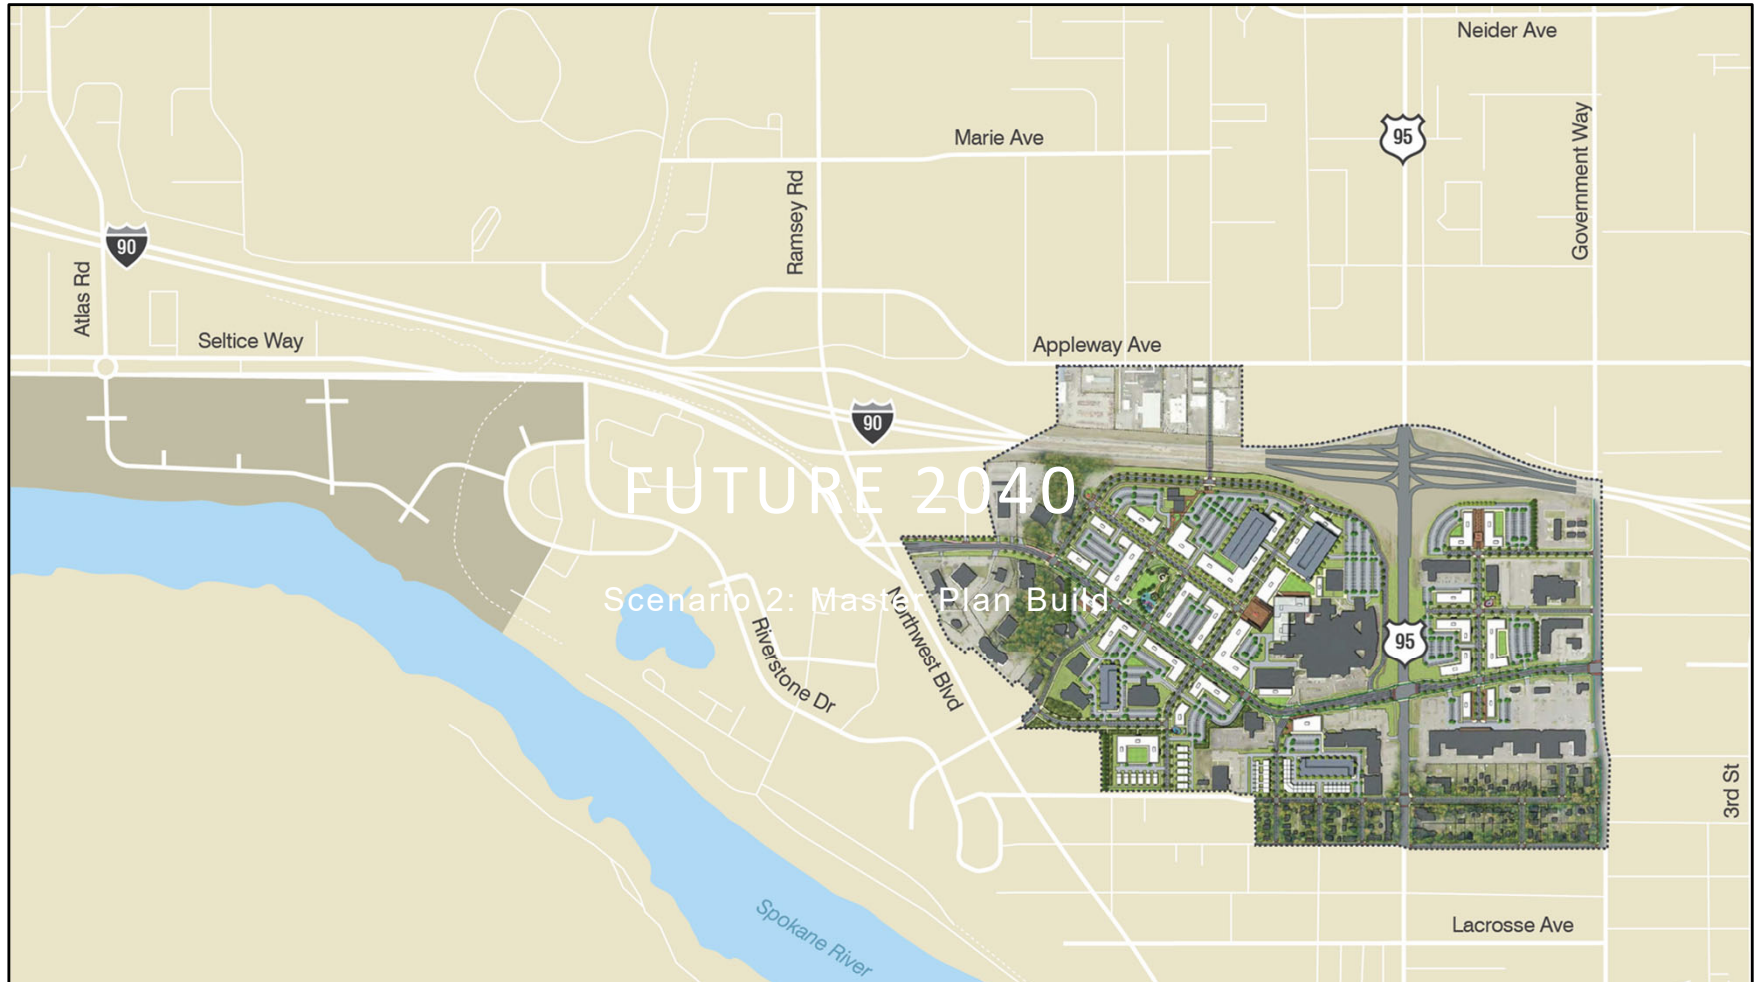 Neider Ave
Marie Ave
95
Government Way
Ramsey Rd
90
Atlas Rd
Seltice Way
Appleway Ave
90
FUTURE 2040
Scenario 2: Master Plan Build
95
Northwest Blvd
Riverstone Dr
3rd St
Spokane River
Lacrosse Ave